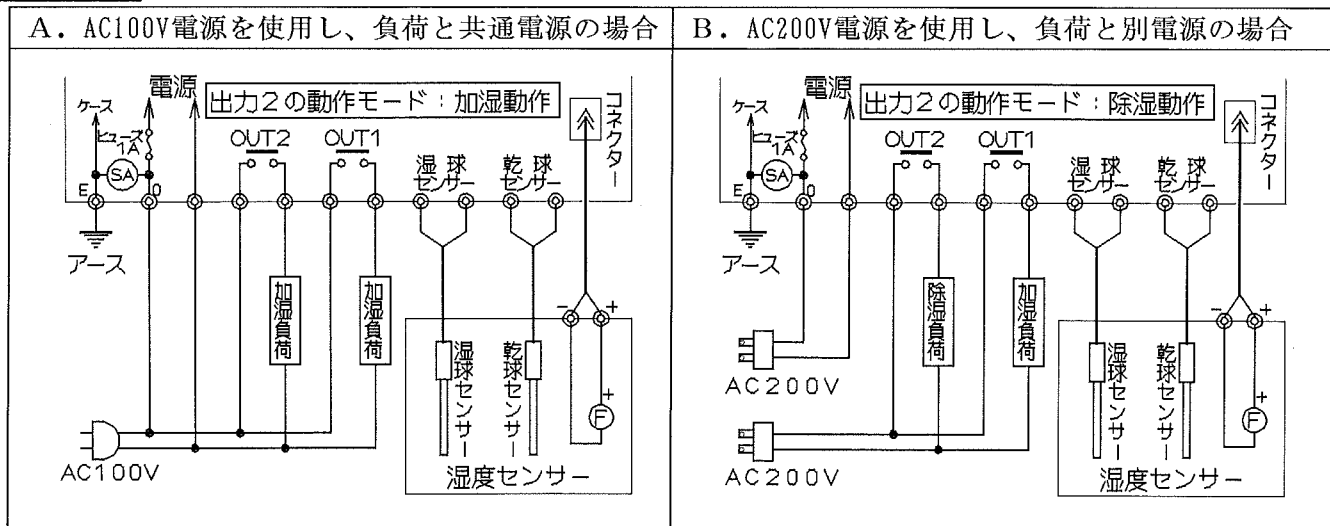 A．AC100V電源を使用し、負荷と共通電源の場合
ケース
電源
出力2の動作モード：加湿動作
コネクター
ヒューズ
1A
SA
OUT2
OUT1
湿球
センサー
乾球
センサー
E
0
アース
加湿負荷
加湿負荷
－
＋
湿球センサー
乾球センサー
＋
F
AC100V
湿度センサー
B．AC200V電源を使用し、負荷と別電源の場合
ケース
電源
出力2の動作モード：除湿動作
コネクター
ヒューズ
1A
SA
OUT2
OUT1
湿球
センサー
乾球
センサー
E
0
アース
除湿負荷
加湿負荷
－
＋
湿球センサー
乾球センサー
＋
F
AC200V
AC200V
湿度センサー